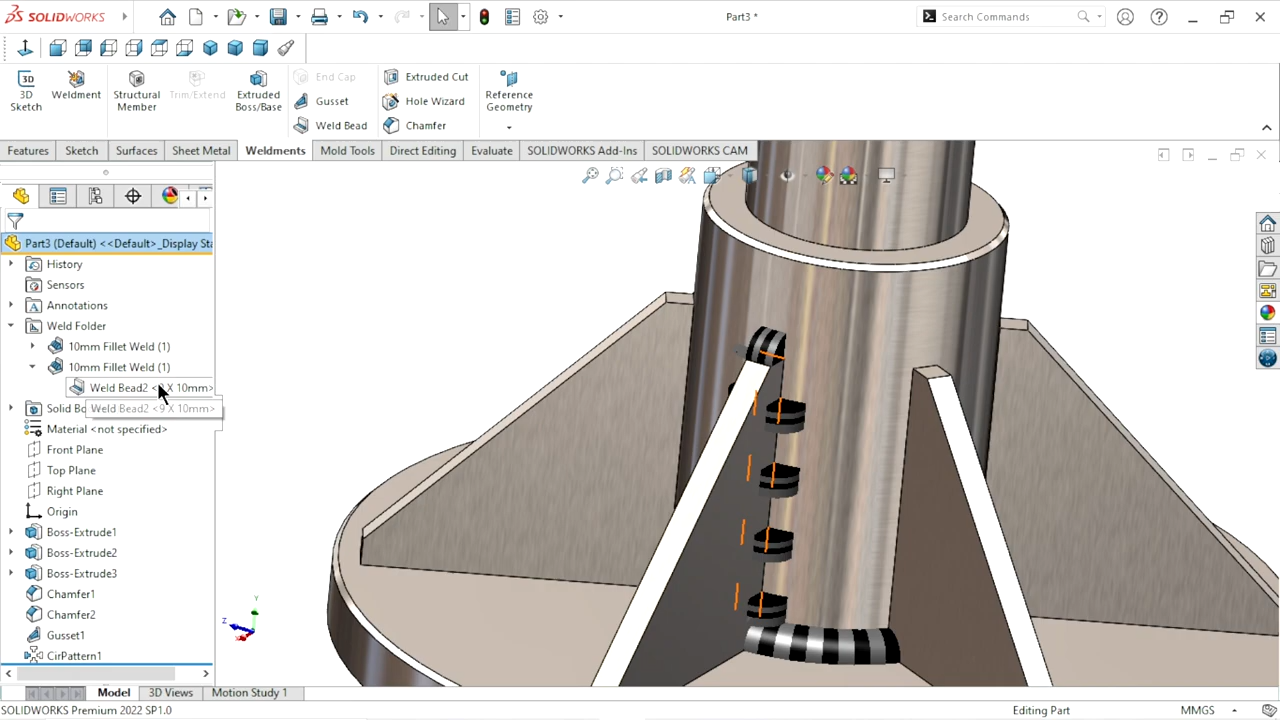 SOLIDWORKS
Part3 *
Search Commands
3D Sketch
Weldment
Structural Member
Trim/Extend
Extruded Boss/Base
End Cap
Gusset
Weld Bead
Extruded Cut
Hole Wizard
Chamfer
Reference Geometry
Features
Sketch
Surfaces
Sheet Metal
Weldments
Mold Tools
Direct Editing
Evaluate
SOLIDWORKS Add-Ins
SOLIDWORKS CAM
Part3 (Default) <<Default>_Display Sta
History
Sensors
Annotations
Weld Folder
10mm Fillet Weld (1)
10mm Fillet Weld (1)
Weld Bead2 <9 X 10mm>
Solid Bo
Weld Bead2 <9 X 10mm>
Material <not specified>
Front Plane
Top Plane
Right Plane
Origin
Boss-Extrude1
Boss-Extrude2
Boss-Extrude3
Chamfer1
Chamfer2
Gusset1
CirPattern1
Y
Z
X
Model
3D Views
Motion Study 1
SOLIDWORKS Premium 2022 SP1.0
Editing Part
MMGS